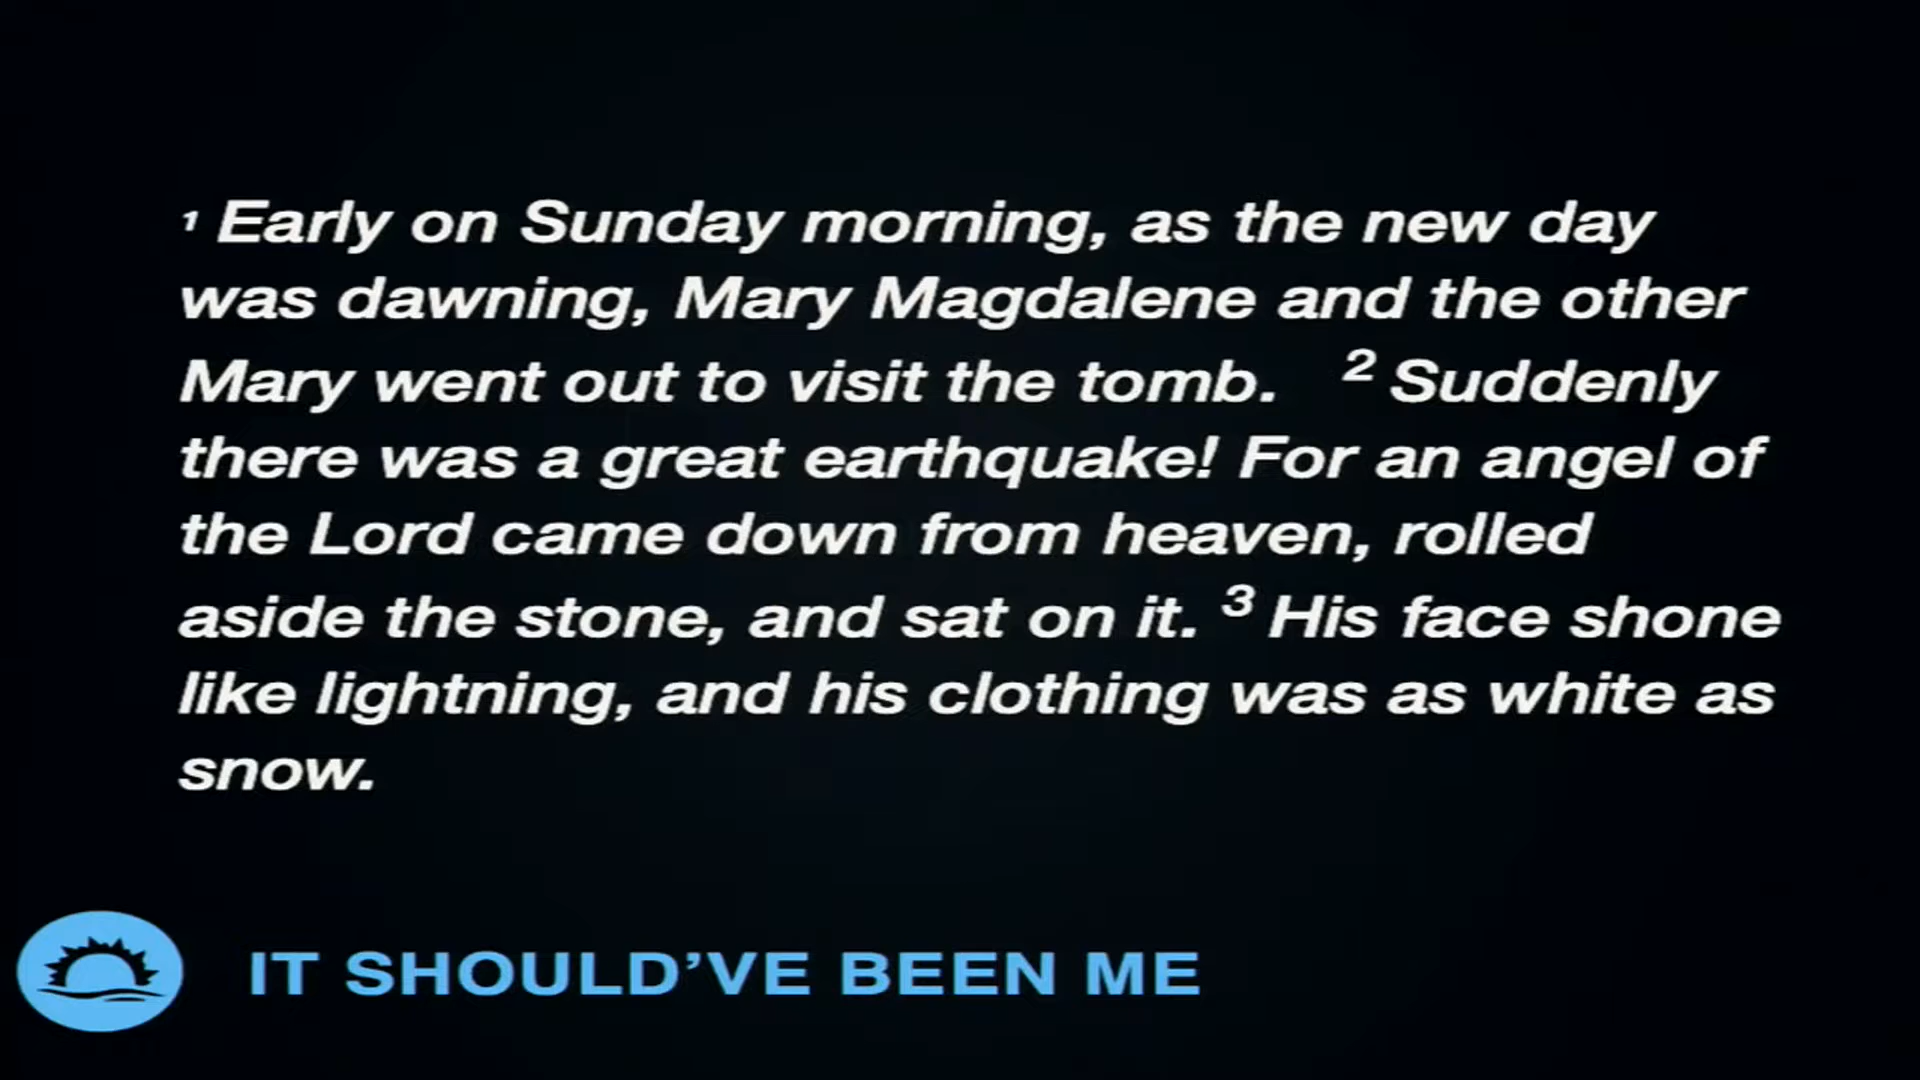 1 Early on Sunday morning, as the new day
was dawning, Mary Magdalene and the other
Mary went out to visit the tomb. 2 Suddenly
there was a great earthquake! For an angel of
the Lord came down from heaven, rolled
aside the stone, and sat on it. 3 His face shone
like lightning, and his clothing was as white as
snow.
IT SHOULD’VE BEEN ME